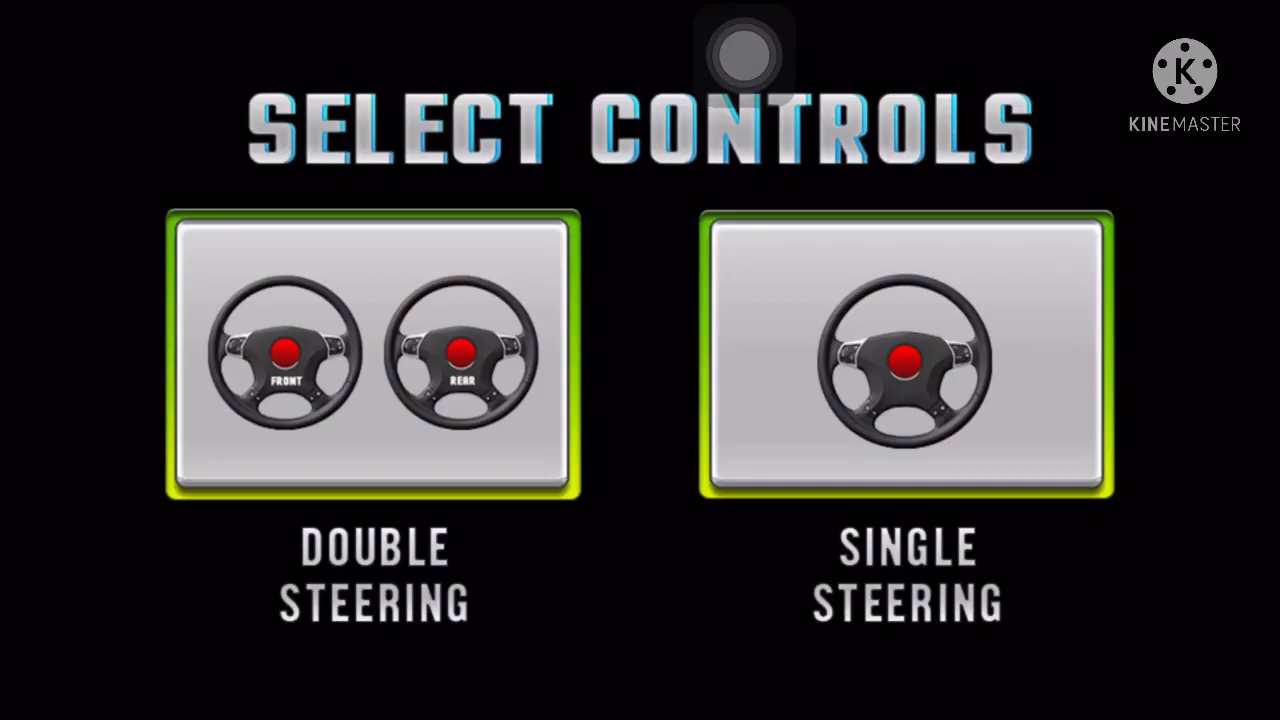 SELECT CONTROLS
K
KINEMASTER
FRONT
REAR
DOUBLE
STEERING
SINGLE
STEERING